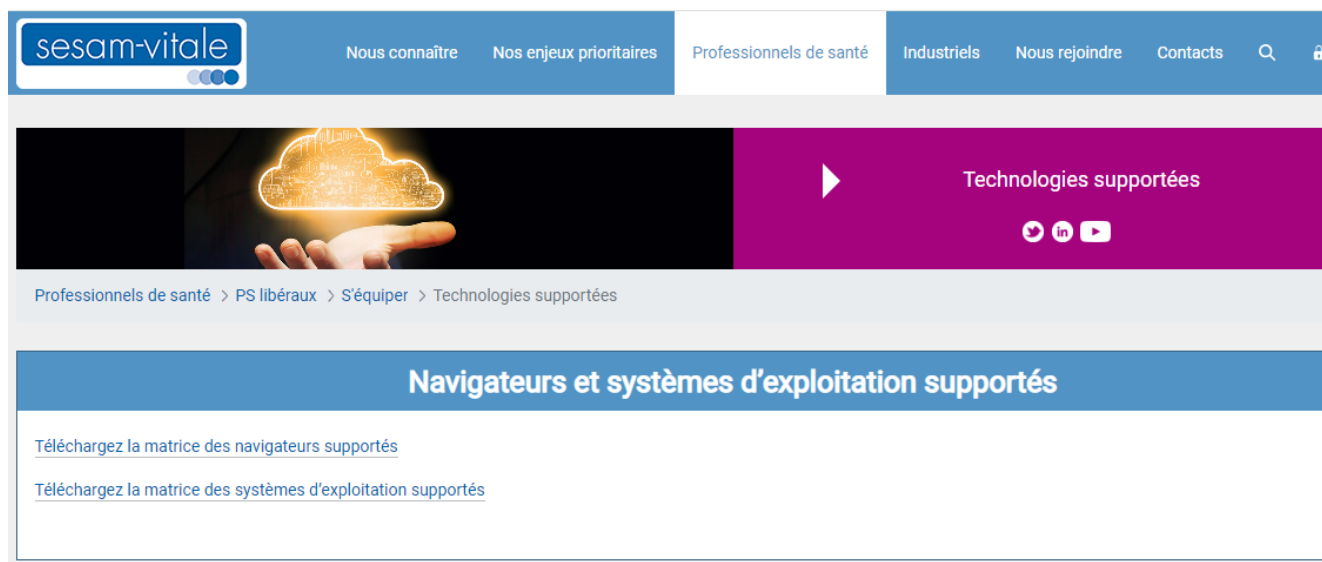 sesam-vitale
Nous connaître Nos enjeux prioritaires Professionnels de santé Industriels Nous rejoindre Contacts
Technologies supportées
in
Professionnels de santé > PS libéraux > S'équiper > Technologies supportées
Navigateurs et systèmes d’exploitation supportés
Téléchargez la matrice des navigateurs supportés
Téléchargez la matrice des systèmes d’exploitation supportés